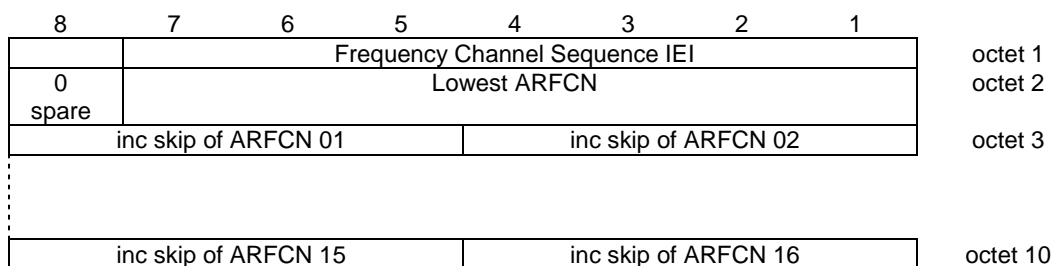 8 7 6 5 4 3 2 1
Frequency Channel Sequence IEI octet 1
0 Lowest ARFCN octet 2
spare
inc skip of ARFCN 01 inc skip of ARFCN 02 octet 3
inc skip of ARFCN 15 inc skip of ARFCN 16 octet 10